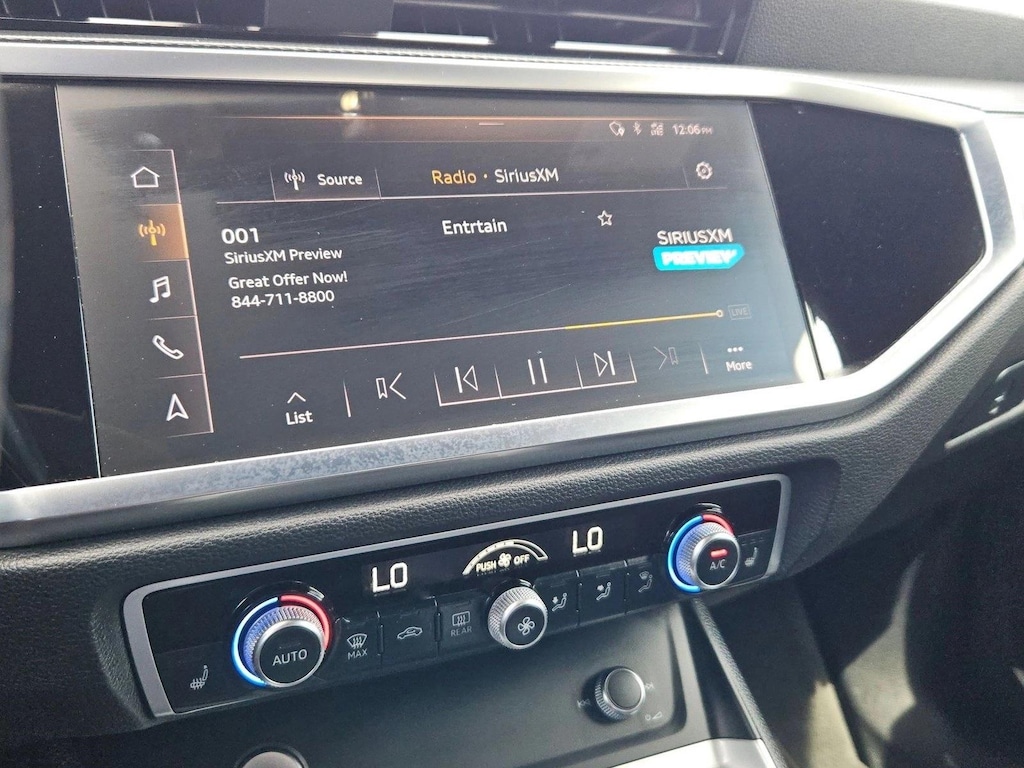 12:06 PM
Source
Radio · SiriusXM
001
Entrtain
SiriusXM Preview
Great Offer Now!
844-711-8800
SIRIUSXM
PREVIEW
LIVE
List
More
LO
PUSH OFF
LO
A/C
AUTO
MAX
REAR